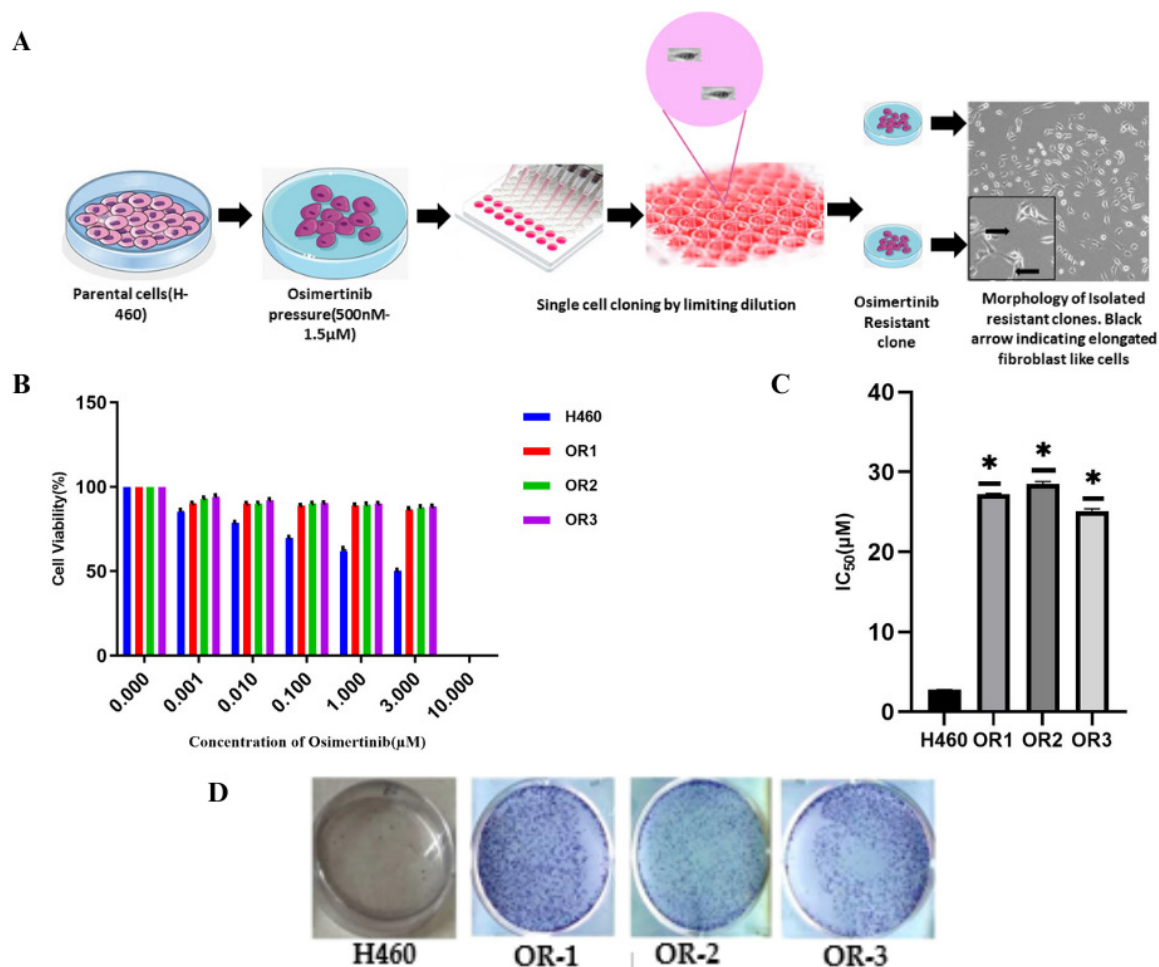 A
Parental cells(H-
460)
Osimertinib
pressure(500nM-
1.5μM)
Single cell cloning by limiting dilution
Osimertinib
Resistant
clone
Morphology of Isolated
resistant clones. Black
arrow indicating elongated
fibroblast like cells
B
Cell Viability(%)
150
100
50
0
0.000
0.001
0.010
0.100
1.000
3.000
10.000
Concentration of Osimertinib(μM)
H460
OR1
OR2
OR3
C
IC50(μM)
40
30
20
10
0
*
*
*
H460 OR1 OR2 OR3
D
H460
OR-1
OR-2
OR-3